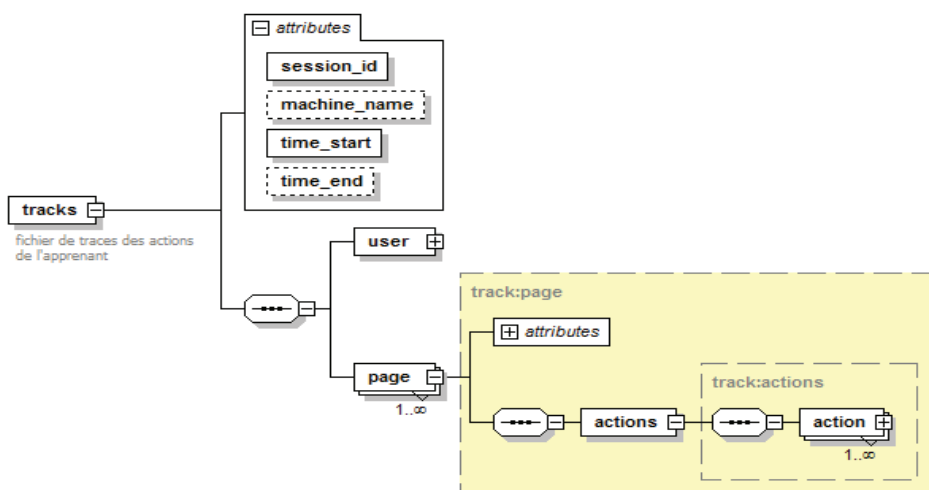 attributes
session_id
machine_name
time_start
time_end
tracks
fichier de traces des actions
de l'apprenant
user
track:page
attributes
page
1..∞
track:actions
actions
action
1..∞